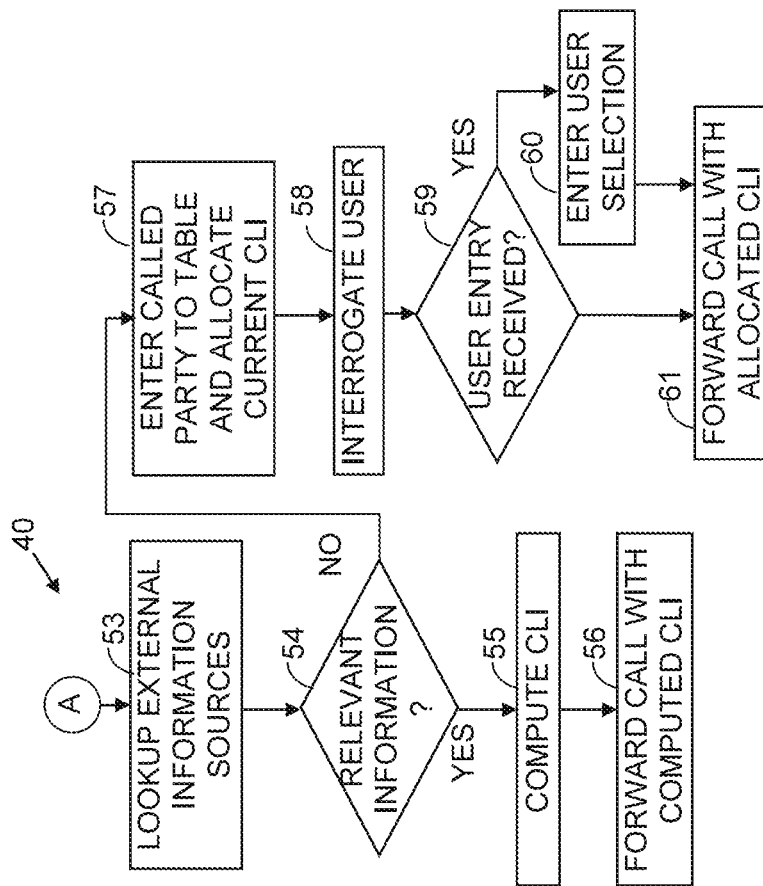 40
A
53
LOOKUP EXTERNAL
INFORMATION
SOURCES
54
RELEVANT
INFORMATION
?
NO
YES
55
COMPUTE CLI
56
FORWARD CALL WITH
COMPUTED CLI
57
ENTER CALLED
PARTY TO TABLE
AND ALLOCATE
CURRENT CLI
58
INTERROGATE USER
59
USER ENTRY
RECEIVED?
YES
60
ENTER USER
SELECTION
61
FORWARD CALL WITH
ALLOCATED CLI